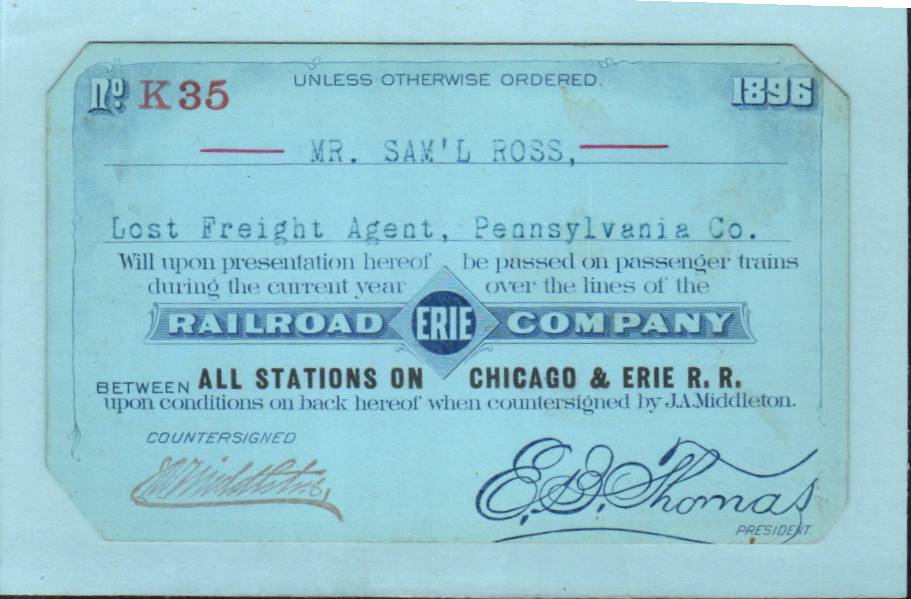 Nº K35 UNLESS OTHERWISE ORDERED. 1896
MR. SAM'L ROSS,
Lost Freight Agent, Pennsylvania Co.
Will upon presentation hereof be passed on passenger trains
during the current year over the lines of the
RAILROAD ERIE COMPANY
BETWEEN ALL STATIONS ON CHICAGO & ERIE R. R.
upon conditions on back hereof when countersigned by J.A.Middleton.
COUNTERSIGNED
J.A. Middleton
E.B. Thomas
PRESIDENT